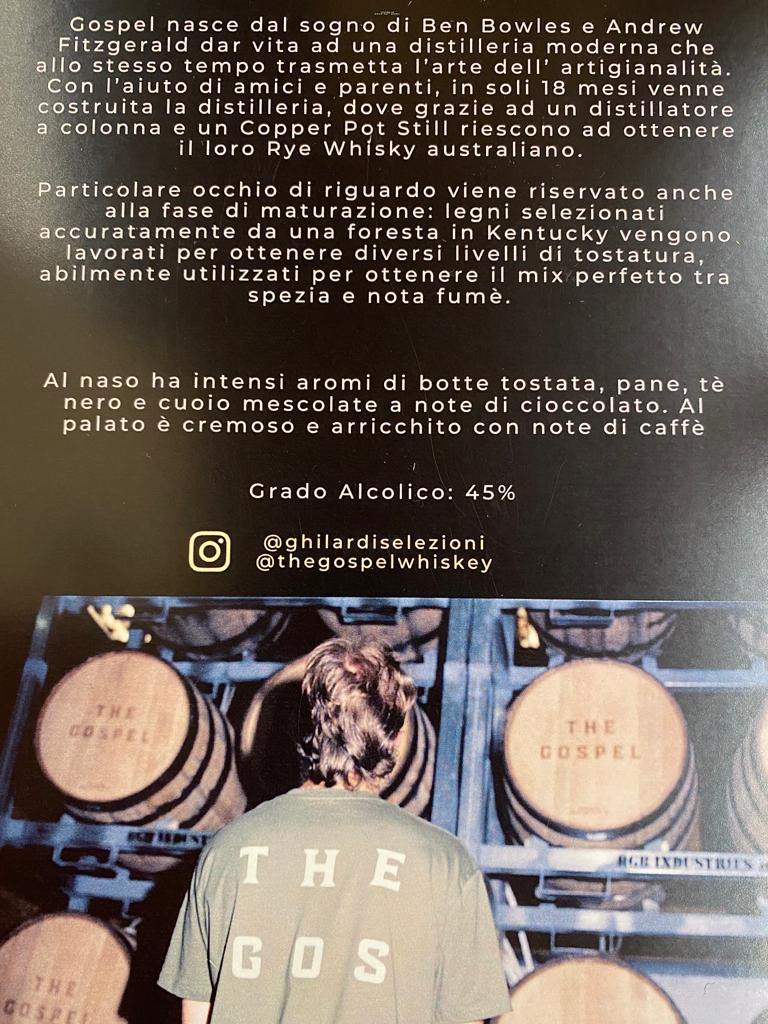 Gospel nasce dal sogno di Ben Bowles e Andrew
Fitzgerald dar vita ad una distilleria moderna che
allo stesso tempo trasmetta l'arte dell' artigianalità.
Con l'aiuto di amici e parenti, in soli 18 mesi venne
costruita la distilleria, dove grazie ad un distillatore
a colonna e un Copper Pot Still riescono ad ottenere
il loro Rye Whisky australiano.
Particolare occhio di riguardo viene riservato anche
alla fase di maturazione: legni selezionati
accuratamente da una foresta in Kentucky vengono
lavorati per ottenere diversi livelli di tostatura,
abilmente utilizzati per ottenere il mix perfetto tra
spezia e nota fumè.
Al naso ha intensi aromi di botte tostata, pane, tè
nero e cuoio mescolate a note di cioccolato. Al
palato è cremoso e arricchito con note di caffè
Grado Alcolico: 45%
@ghilardiselezioni
@thegospelwhiskey
THE
GOSPEL
THE
GOSPEL
RGB INDUSTRIES
THE
GOS
THE
GOSPEL